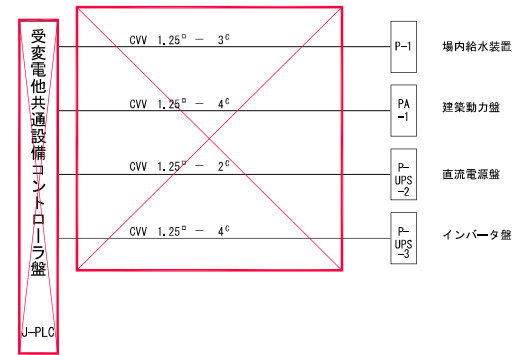 受変電他共通設備コントローラ盤
J-PLC
CVV 1.25□ － 3C
P-1
場内給水装置
CVV 1.25□ － 4C
PA
-1
建築動力盤
CVV 1.25□ － 2C
P-
UPS
-2
直流電源盤
CVV 1.25□ － 4C
P-
UPS
-3
インバータ盤